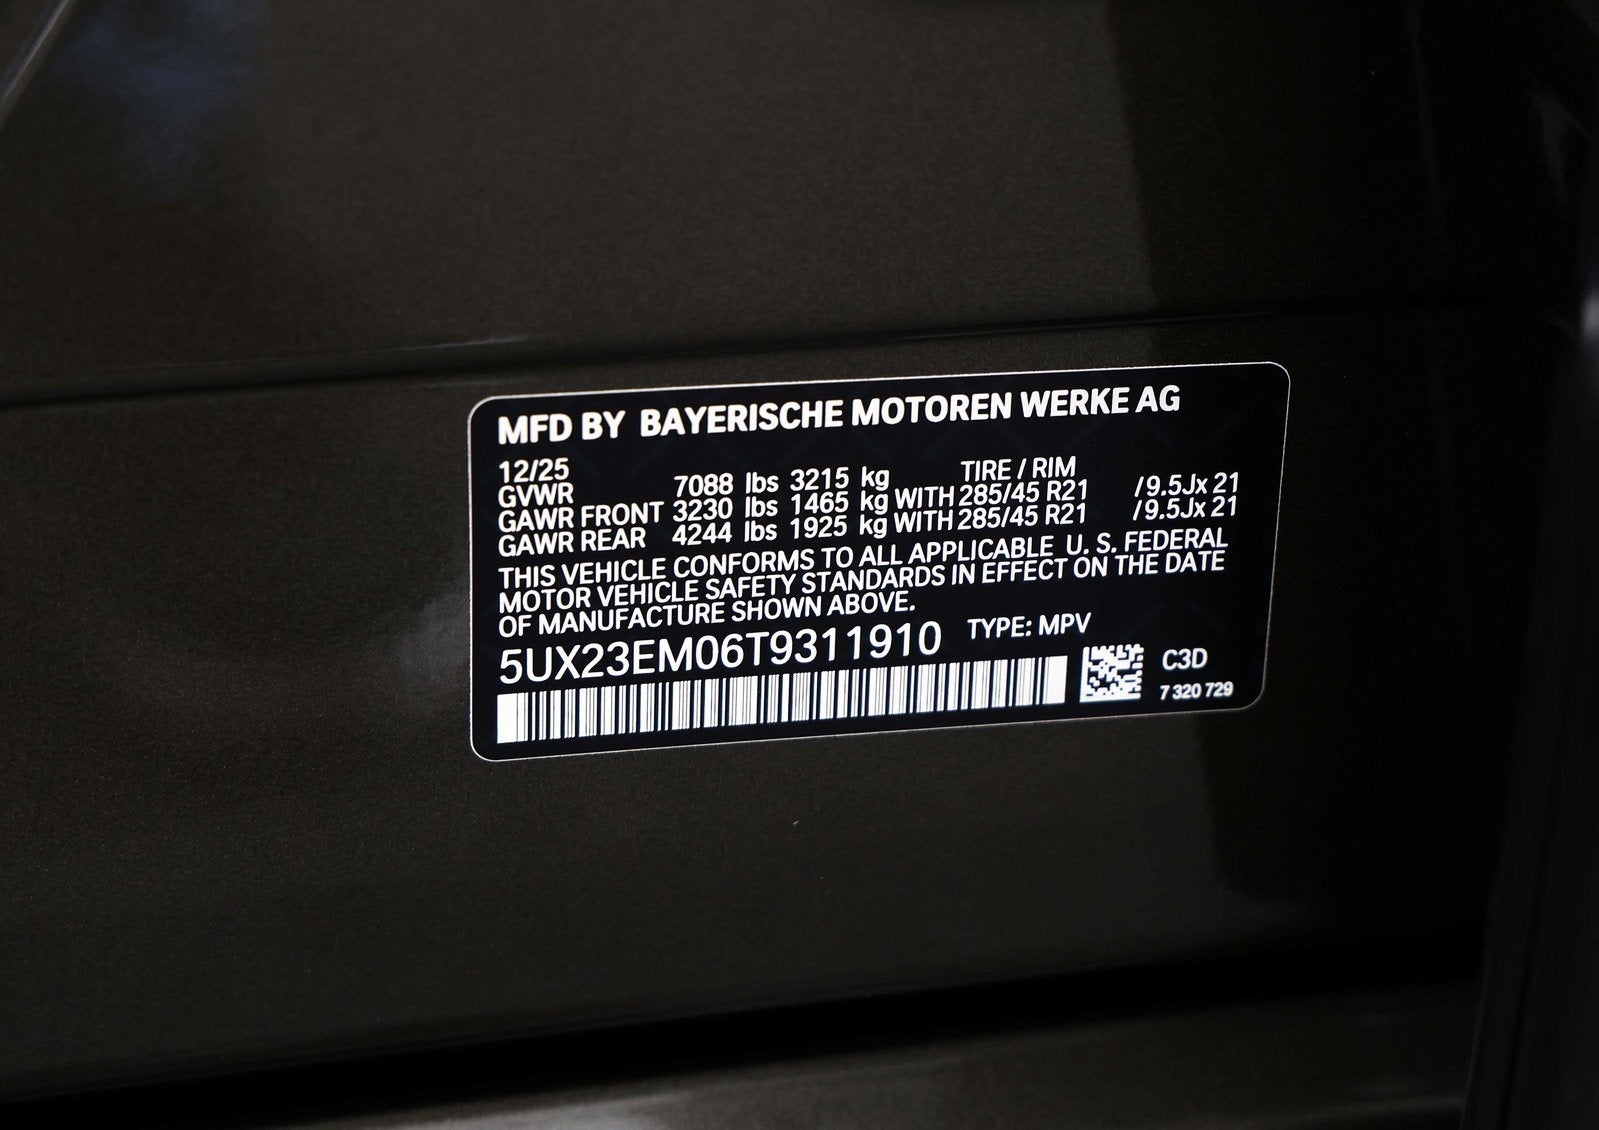 MFD BY BAYERISCHE MOTOREN WERKE AG
12/25 TIRE / RIM
GVWR 7088 lbs 3215 kg
GAWR FRONT 3230 lbs 1465 kg WITH 285/45 R21 /9.5Jx 21
GAWR REAR 4244 lbs 1925 kg WITH 285/45 R21 /9.5Jx 21
THIS VEHICLE CONFORMS TO ALL APPLICABLE U. S. FEDERAL
MOTOR VEHICLE SAFETY STANDARDS IN EFFECT ON THE DATE
OF MANUFACTURE SHOWN ABOVE.
5UX23EM06T9311910 TYPE: MPV
C3D
7 320 729